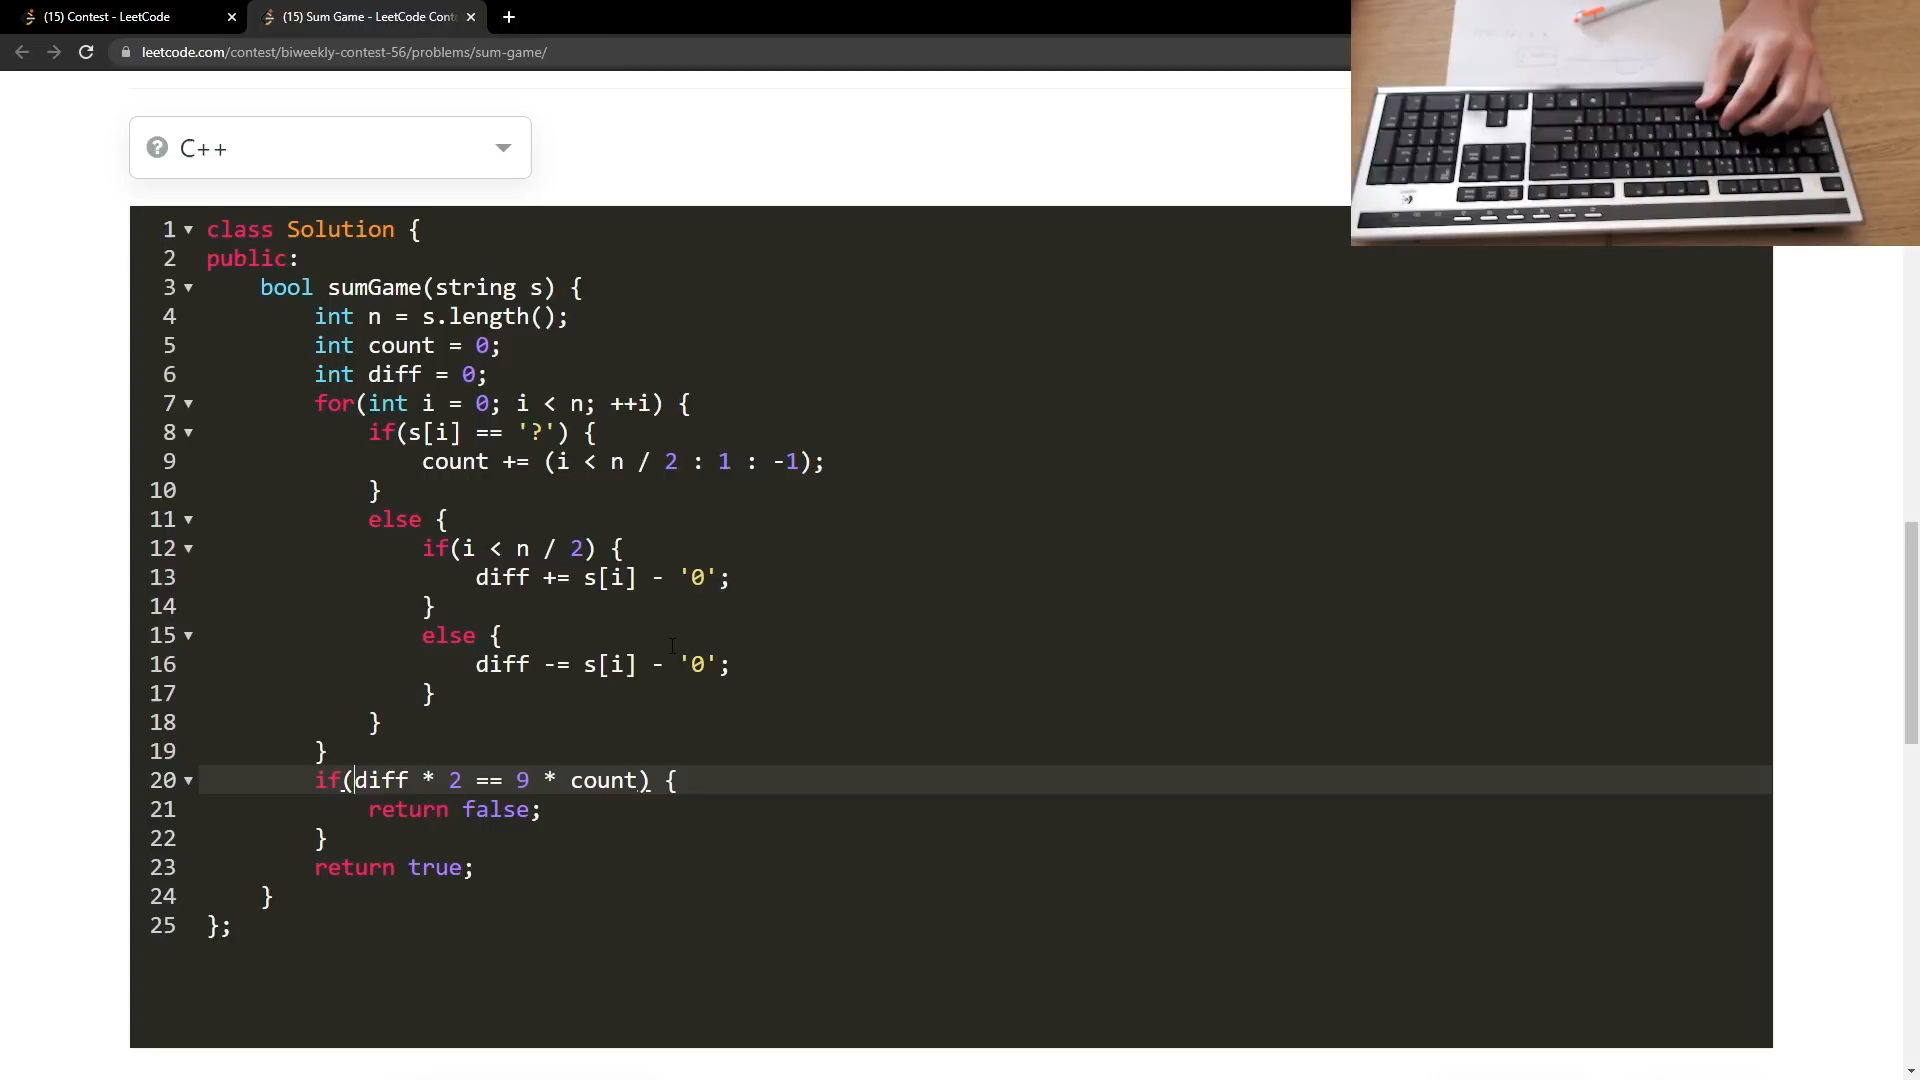 (15) Contest - LeetCode
(15) Sum Game - LeetCode Cont
leetcode.com/contest/biweekly-contest-56/problems/sum-game/
C++
1 class Solution {
2 public:
3     bool sumGame(string s) {
4         int n = s.length();
5         int count = 0;
6         int diff = 0;
7         for(int i = 0; i < n; ++i) {
8             if(s[i] == '?') {
9                 count += (i < n / 2 : 1 : -1);
10             }
11             else {
12                 if(i < n / 2) {
13                     diff += s[i] - '0';
14                 }
15                 else {
16                     diff -= s[i] - '0';
17                 }
18             }
19         }
20         if(diff * 2 == 9 * count) {
21             return false;
22         }
23         return true;
24     }
25 };